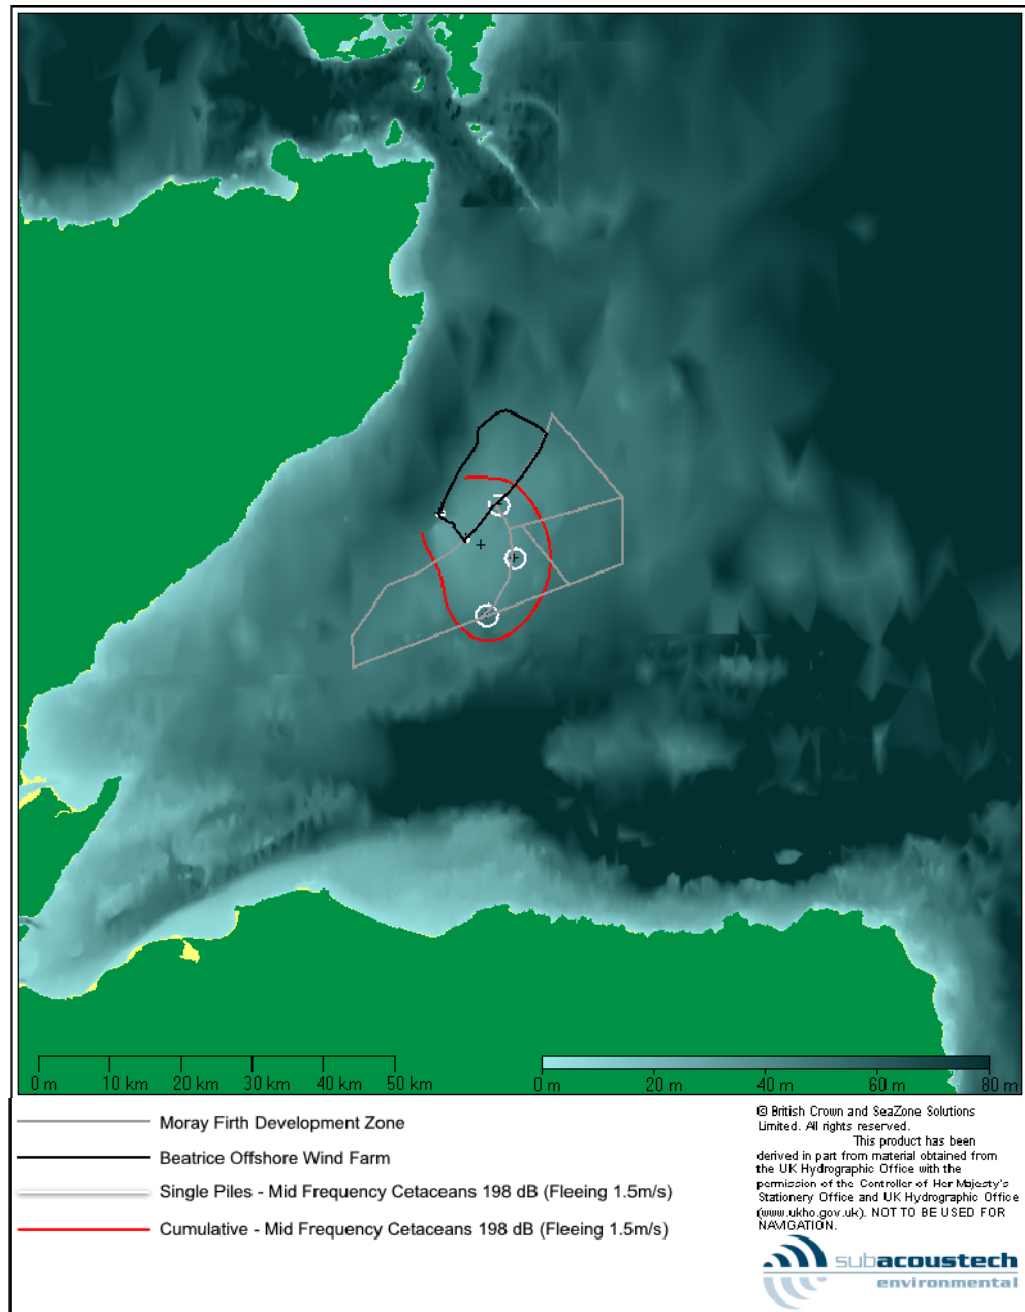 0 m 10 km 20 km 30 km 50 km
0 m 20 m 40 m 60 m 80 m
Moray Firth Development Zone
Beatrice Offshore Wind Farm
Single Piles - Mid Frequency Cetaceans 198 dB (Fleeing 1.5m/s)
Cumulative - Mid Frequency Cetaceans 198 dB (Fleeing 1.5m/s)
© British Crown and SeaZone Solutions
Limited. All rights reserved.
This product has been
derived in part from material obtained from
the UK Hydrographic Office with the
permission of the Controller of Her Majesty's
Stationery Office and UK Hydrographic Office
(www.ukho.gov.uk). NOT TO BE USED FOR
NAVIGATION.
subacoustech
environmental